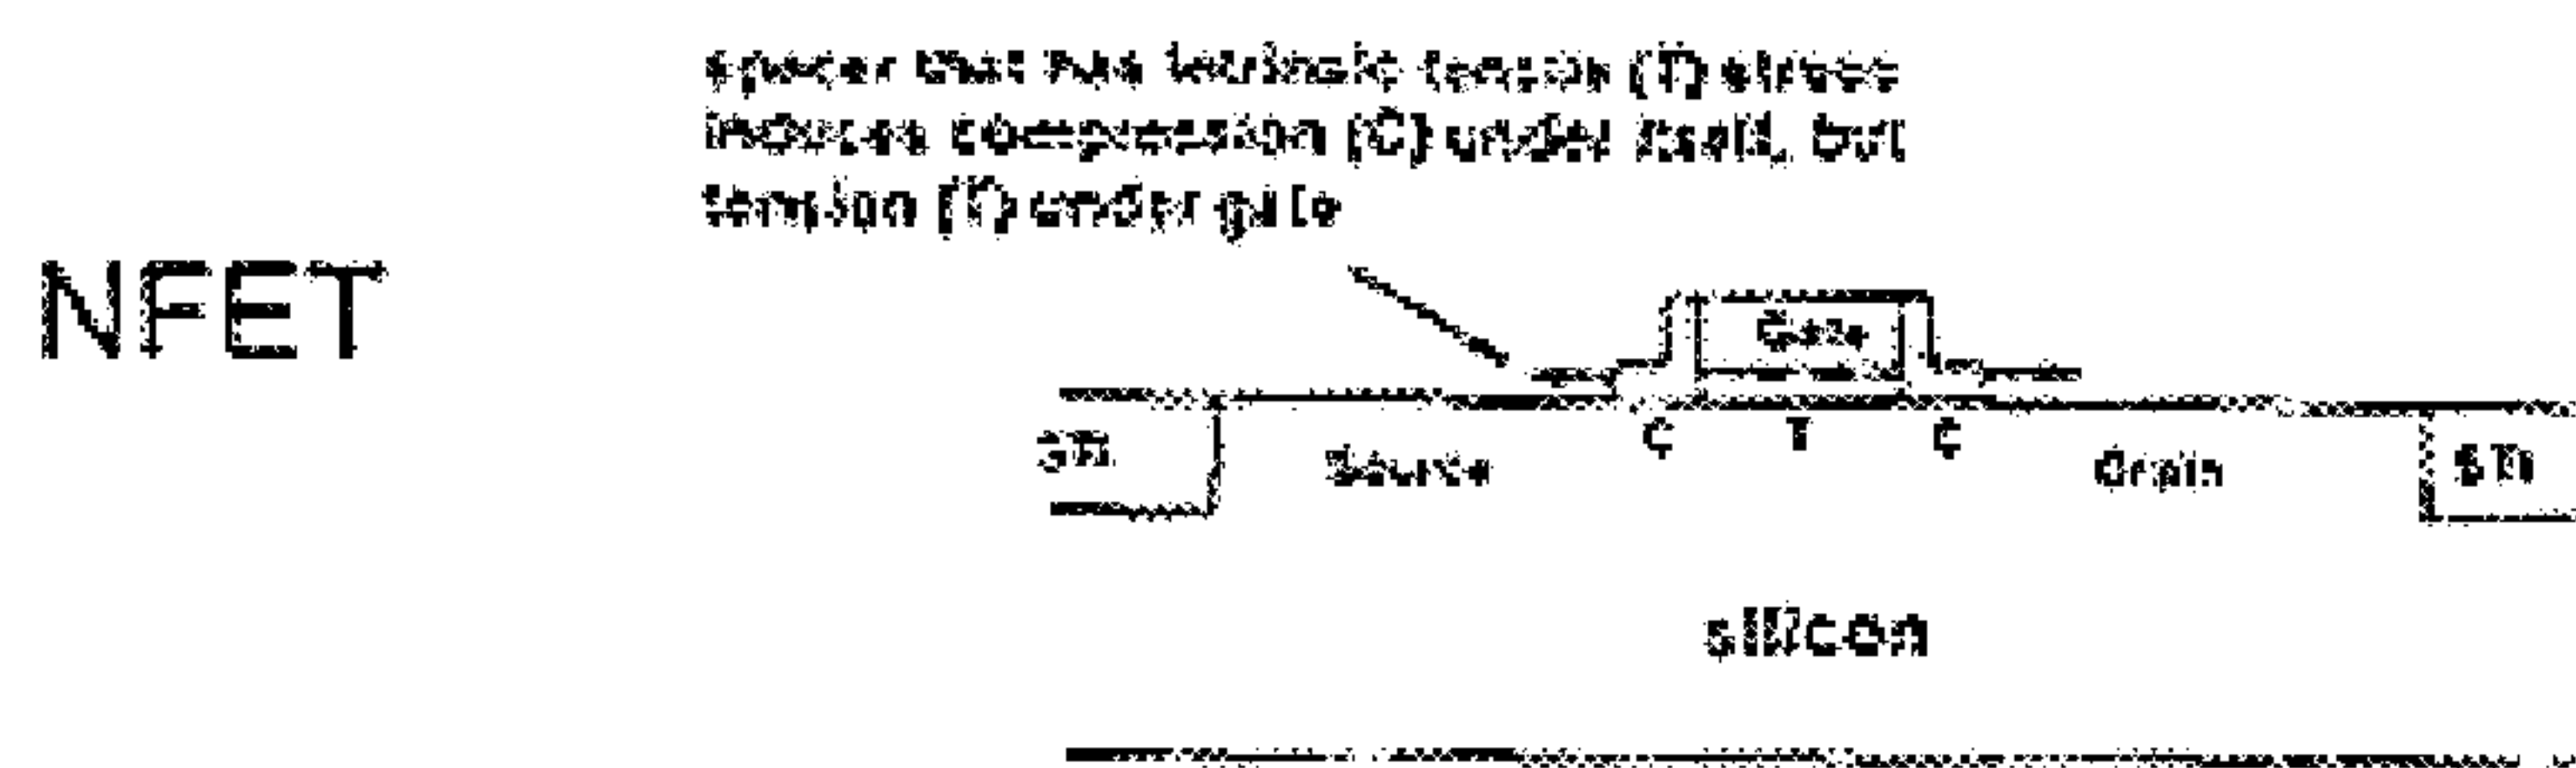 spacer that has intrinsic tensile (T) stress
induces compression (C) under itself, but
tension (T) under gate
NFET
Gate
C T C
STI Source drain STI
silicon